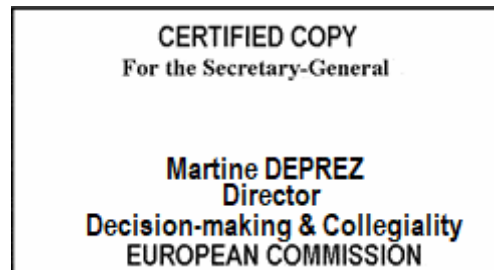 CERTIFIED COPY
For the Secretary-General
Martine DEPREZ
Director
Decision-making & Collegiality
EUROPEAN COMMISSION